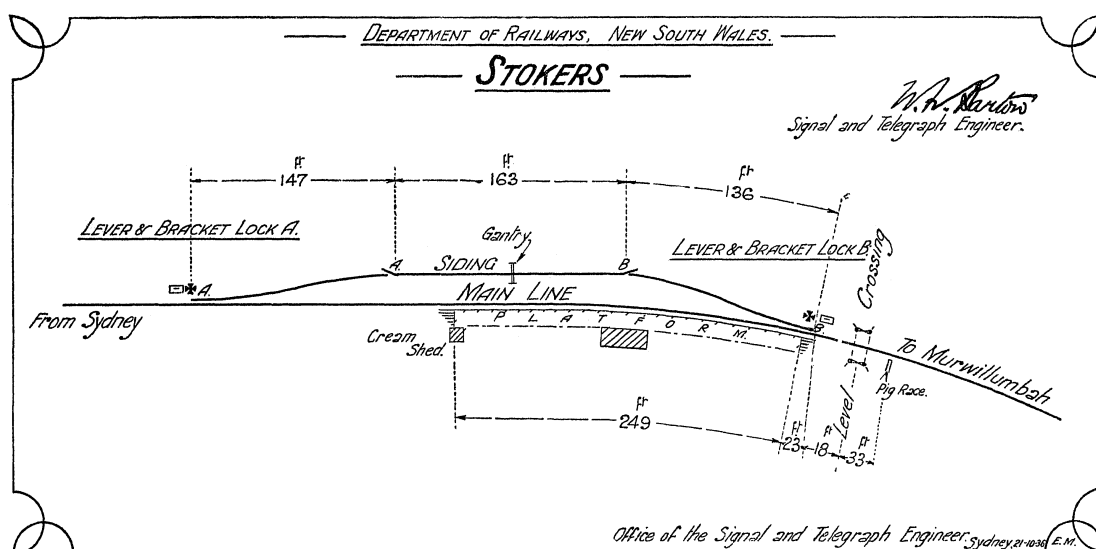 DEPARTMENT OF RAILWAYS, NEW SOUTH WALES.
STOKERS
W. W. Barton
Signal and Telegraph Engineer.
ft
147
ft
163
ft
136
LEVER & BRACKET LOCK A.
Gantry
LEVER & BRACKET LOCK B.
Crossing
A.
SIDING
B
A.
MAIN LINE
B.
From Sydney
PLATFORM.
Cream
Shed.
To Murwillumbah
Pig Race.
Level
ft
249
ft
23
ft
18
ft
33
Office of the Signal and Telegraph Engineer, Sydney, 21-10-36 E.M.